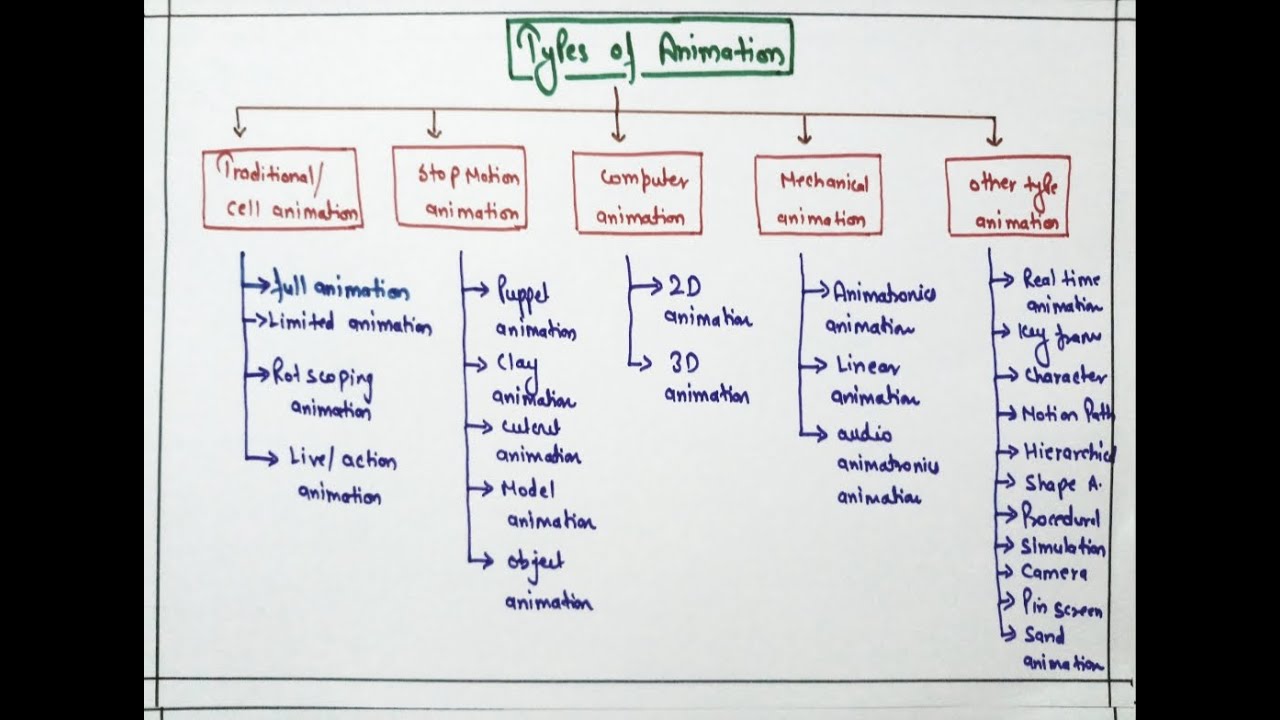 Types of Animation
Traditional/
cell animation
full animation
Limited animation
Rotscoping
animation
Live/action
animation
Stop Motion
animation
Puppet
animation
Clay
animation
cutout
animation
Model
animation
object
animation
Computer
animation
2D
animation
3D
animation
Mechanical
animation
Animatronics
animation
Linear
animation
audio
animatronics
animation
other type
animation
Real time
animation
Key frame
Character
Motion Path
Hierarchical
Shape A.
Procedural
Simulation
Camera
Pin screen
Sand
animation